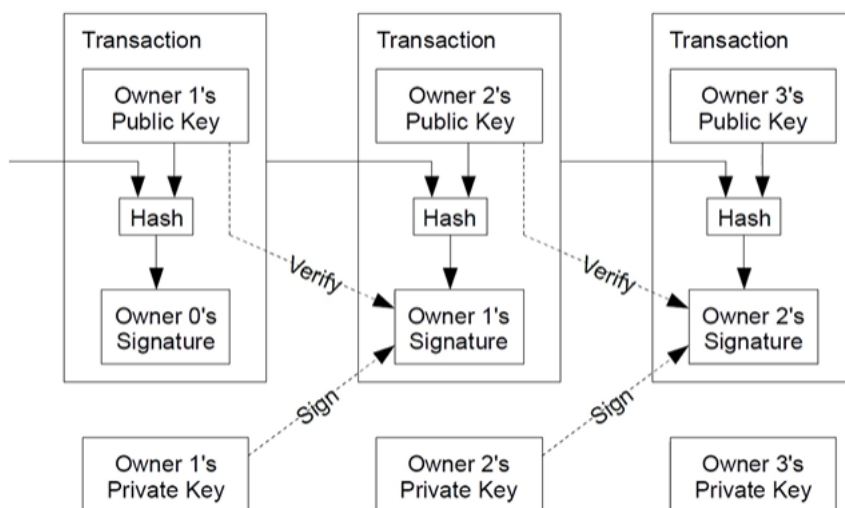 Transaction
Transaction
Transaction
Owner 1's
Public Key
Owner 2's
Public Key
Owner 3's
Public Key
Hash
Hash
Hash
Verify
Verify
Owner 0's
Signature
Owner 1's
Signature
Owner 2's
Signature
Sign
Sign
Owner 1's
Private Key
Owner 2's
Private Key
Owner 3's
Private Key